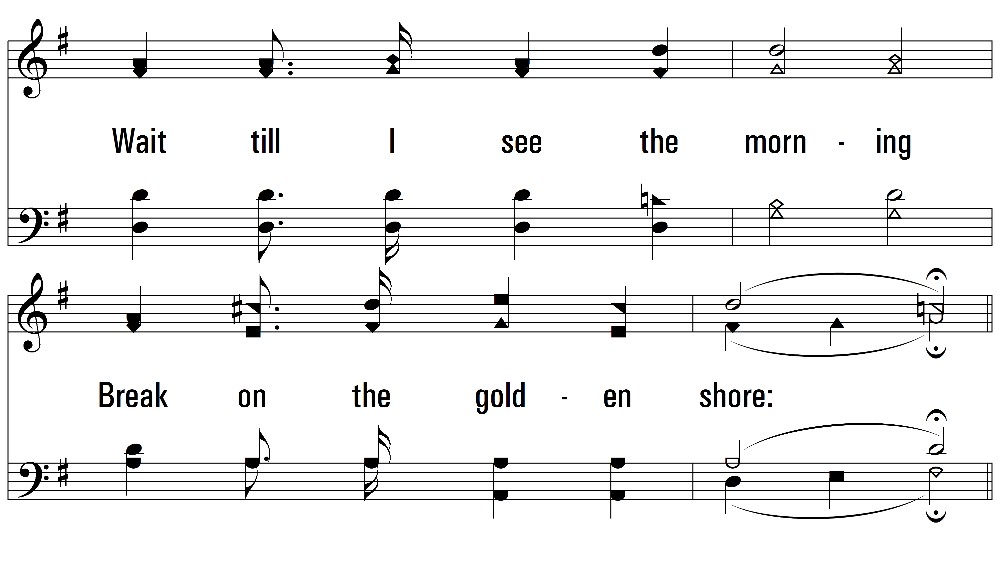 Wait till I see the morn - ing
Break on the gold - en shore: